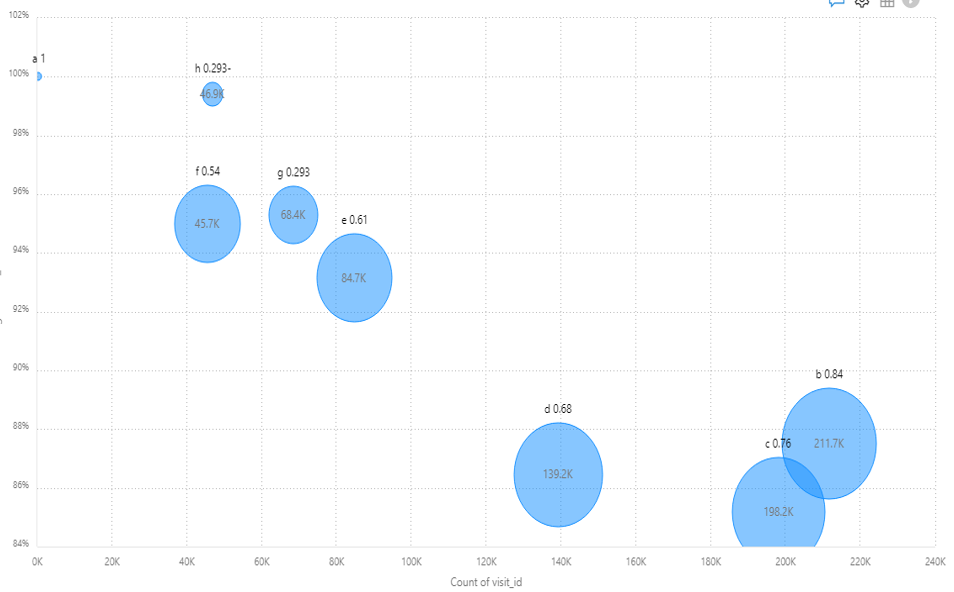 102%
a 1
100%
h 0.293-
46.9K
98%
f 0.54
g 0.293
96%
45.7K
68.4K
e 0.61
94%
84.7K
92%
90%
b 0.84
d 0.68
88%
c 0.76
211.7K
139.2K
86%
198.2K
84%
0K 20K 40K 60K 80K 100K 120K 140K 160K 180K 200K 220K 240K
Count of visit_id